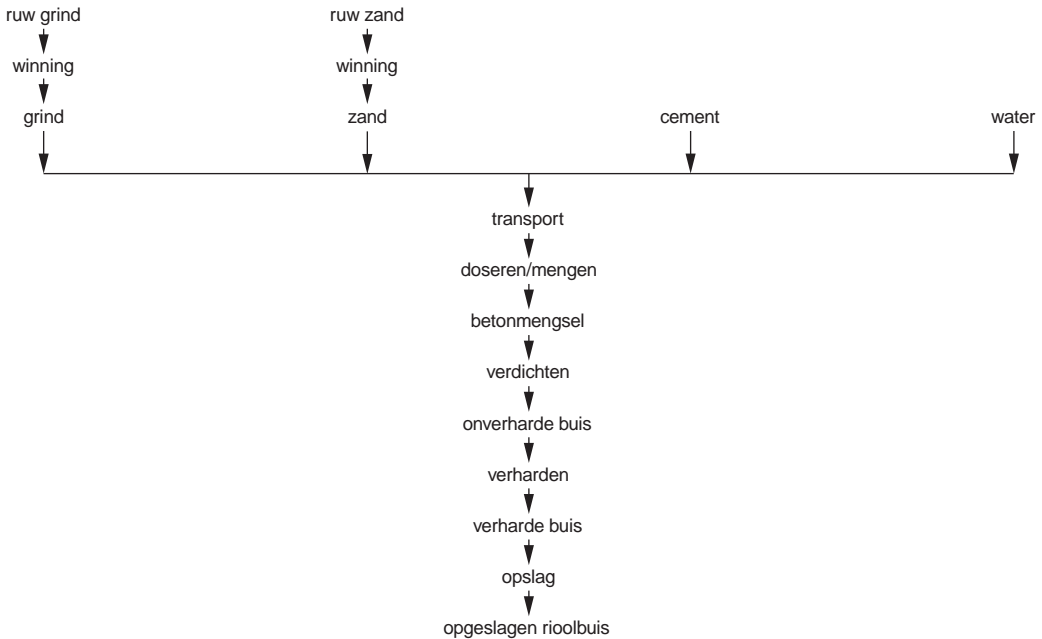 ruw grind
ruw zand
winning
winning
grind
zand
cement
water
transport
doseren/mengen
betonmengsel
verdichten
onverharde buis
verharden
verharde buis
opslag
opgeslagen rioolbuis